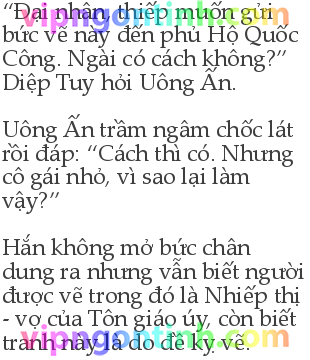 “Đại nhân, thiếp muốn gửi
bức vẽ này đến phủ Hộ Quốc
Công. Ngài có cách không?”
Diệp Tuy hỏi Uông Ấn.
Uông Ấn trầm ngâm chốc lát
rồi đáp: “Cách thì có. Nhưng
cô gái nhỏ, vì sao lại làm
vậy?”
Hắn không mở bức chân
dung ra nhưng vẫn biết người
được vẽ trong đó là Nhiếp thị
- vợ của Tôn giáo úy, còn biết
tranh này là do đề kỵ vẽ.
vipngontinh.com
vipngontinh.com